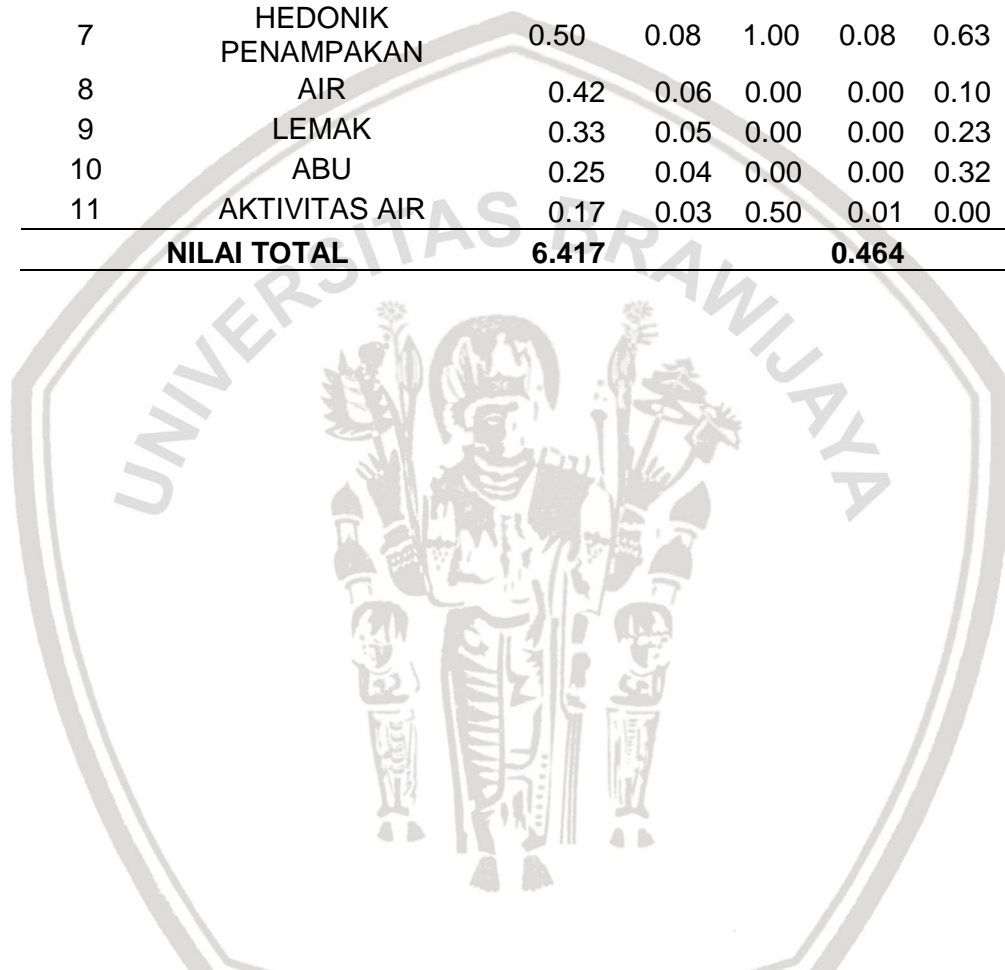 7 HEDONIK PENAMPAKAN 0.50 0.08 1.00 0.08 0.63
8 AIR 0.42 0.06 0.00 0.00 0.10
9 LEMAK 0.33 0.05 0.00 0.00 0.23
10 ABU 0.25 0.04 0.00 0.00 0.32
11 AKTIVITAS AIR 0.17 0.03 0.50 0.01 0.00
NILAI TOTAL 6.417 0.464
UNIVERSITAS BRAWIJAYA